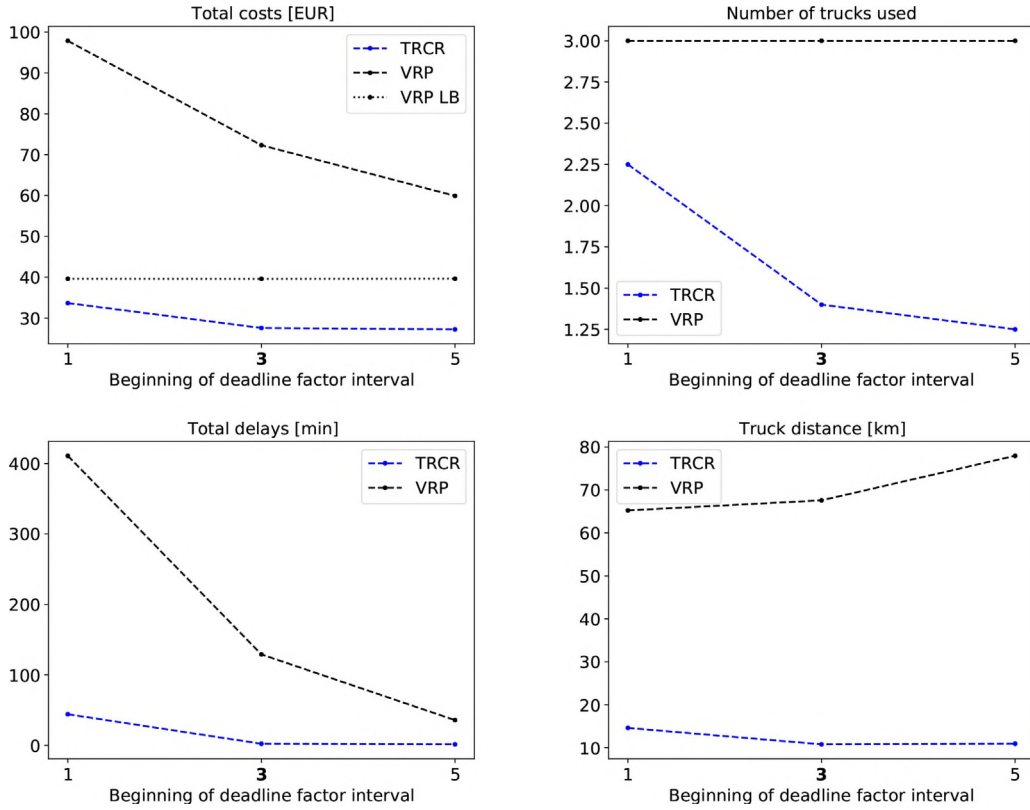 Total costs [EUR]
100
90
80
70
60
50
40
30
TRCR
VRP
VRP LB
1
3
5
Beginning of deadline factor interval
Number of trucks used
3.00
2.75
2.50
2.25
2.00
1.75
1.50
1.25
TRCR
VRP
1
3
5
Beginning of deadline factor interval
Total delays [min]
400
300
200
100
0
TRCR
VRP
1
3
5
Beginning of deadline factor interval
Truck distance [km]
80
70
60
50
40
30
20
10
TRCR
VRP
1
3
5
Beginning of deadline factor interval